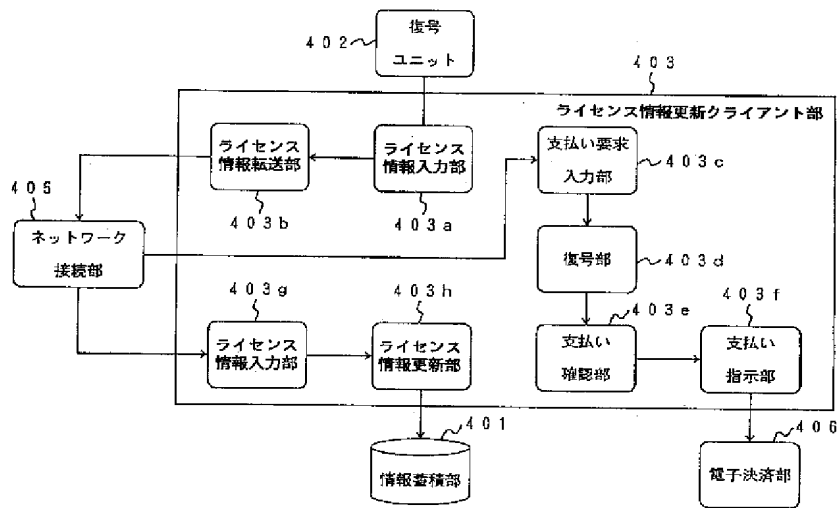 復号
ユニット
402
403
ライセンス情報更新クライアント部
ライセンス
情報転送部
403b
ライセンス
情報入力部
403a
支払い要求
入力部
403c
405
ネットワーク
接続部
復号部
403d
403g
ライセンス
情報入力部
403h
ライセンス
情報更新部
403e
支払い
確認部
403f
支払い
指示部
401
情報蓄積部
406
電子決済部